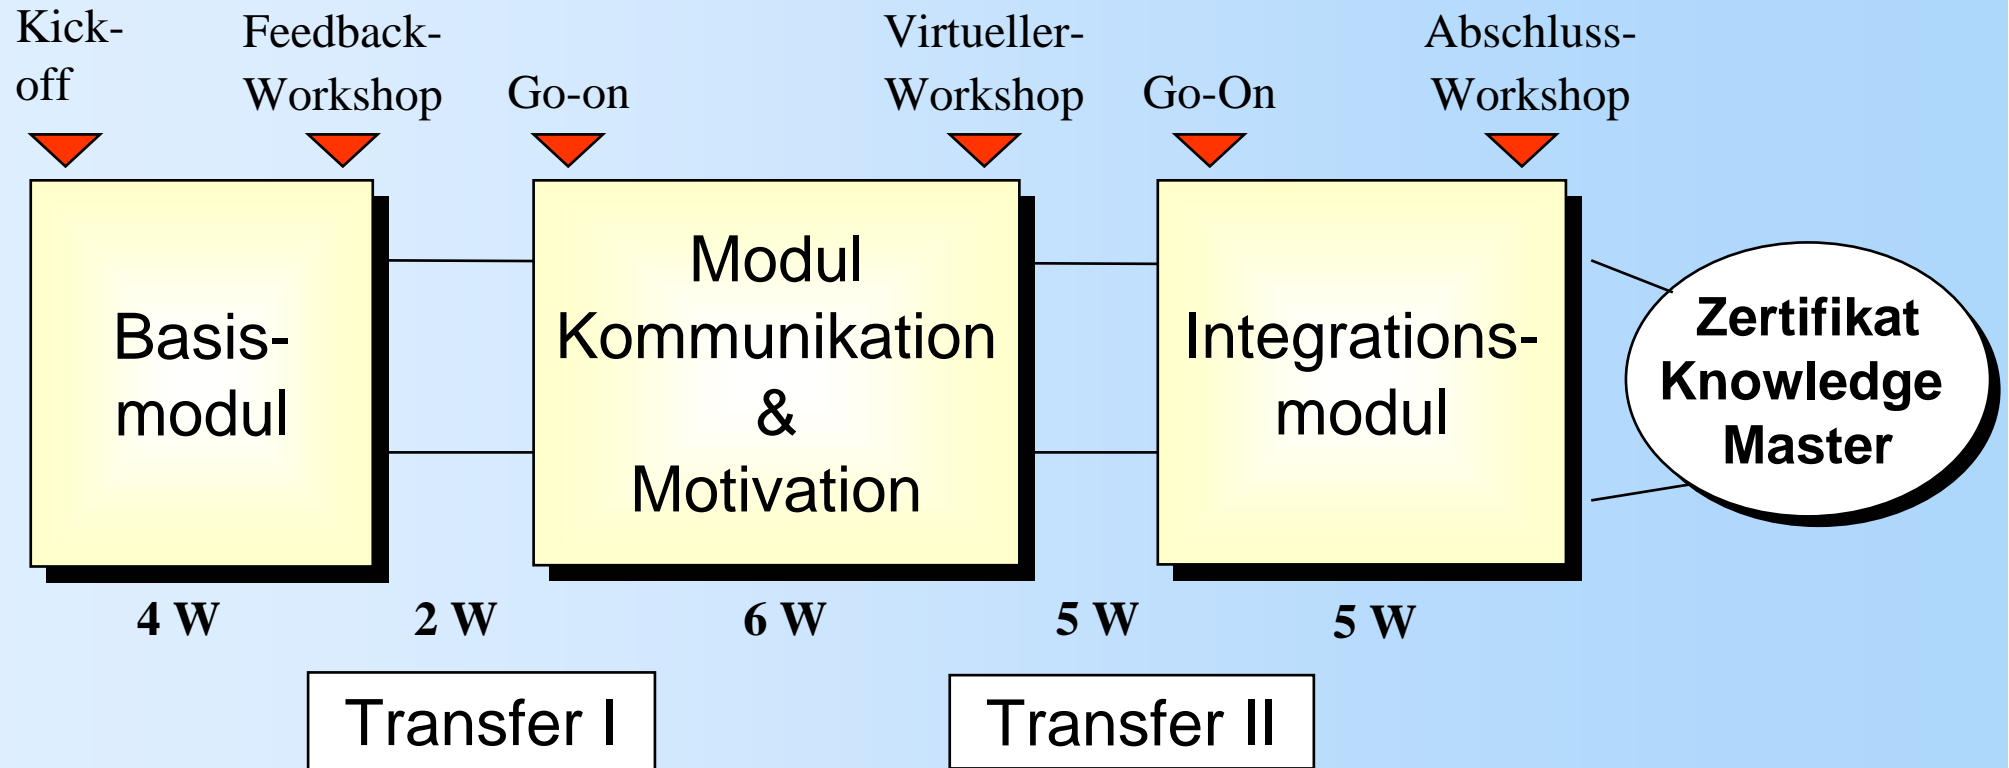 Kick-
off
Feedback-
Workshop
Go-on
Virtueller-
Workshop
Go-On
Abschluss-
Workshop
Basis-
modul
Modul
Kommunikation
&
Motivation
Integrations-
modul
Zertifikat
Knowledge
Master
4 W
2 W
6 W
5 W
5 W
Transfer I
Transfer II